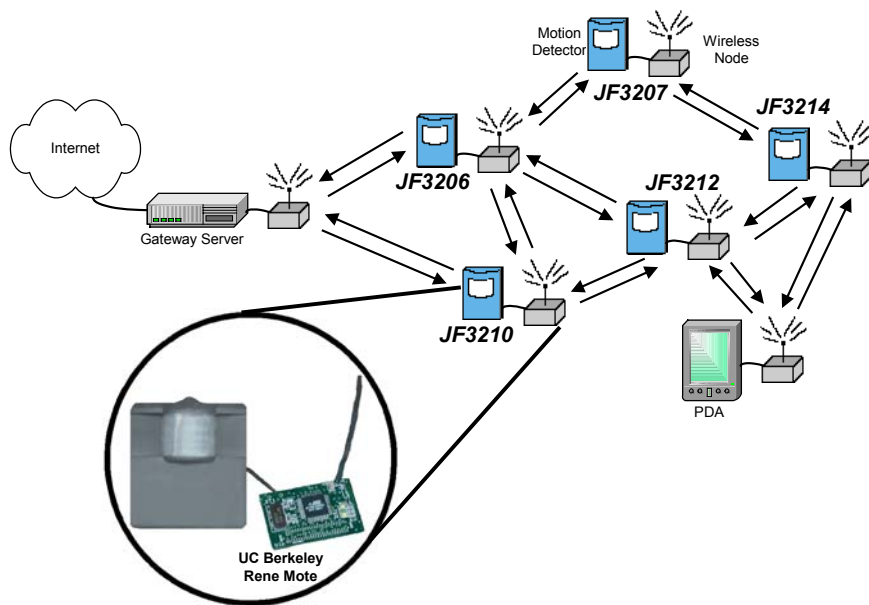 Motion
Detector
Wireless
Node
JF3207
JF3214
Internet
JF3206
JF3212
Gateway Server
JF3210
PDA
UC Berkeley
Rene Mote